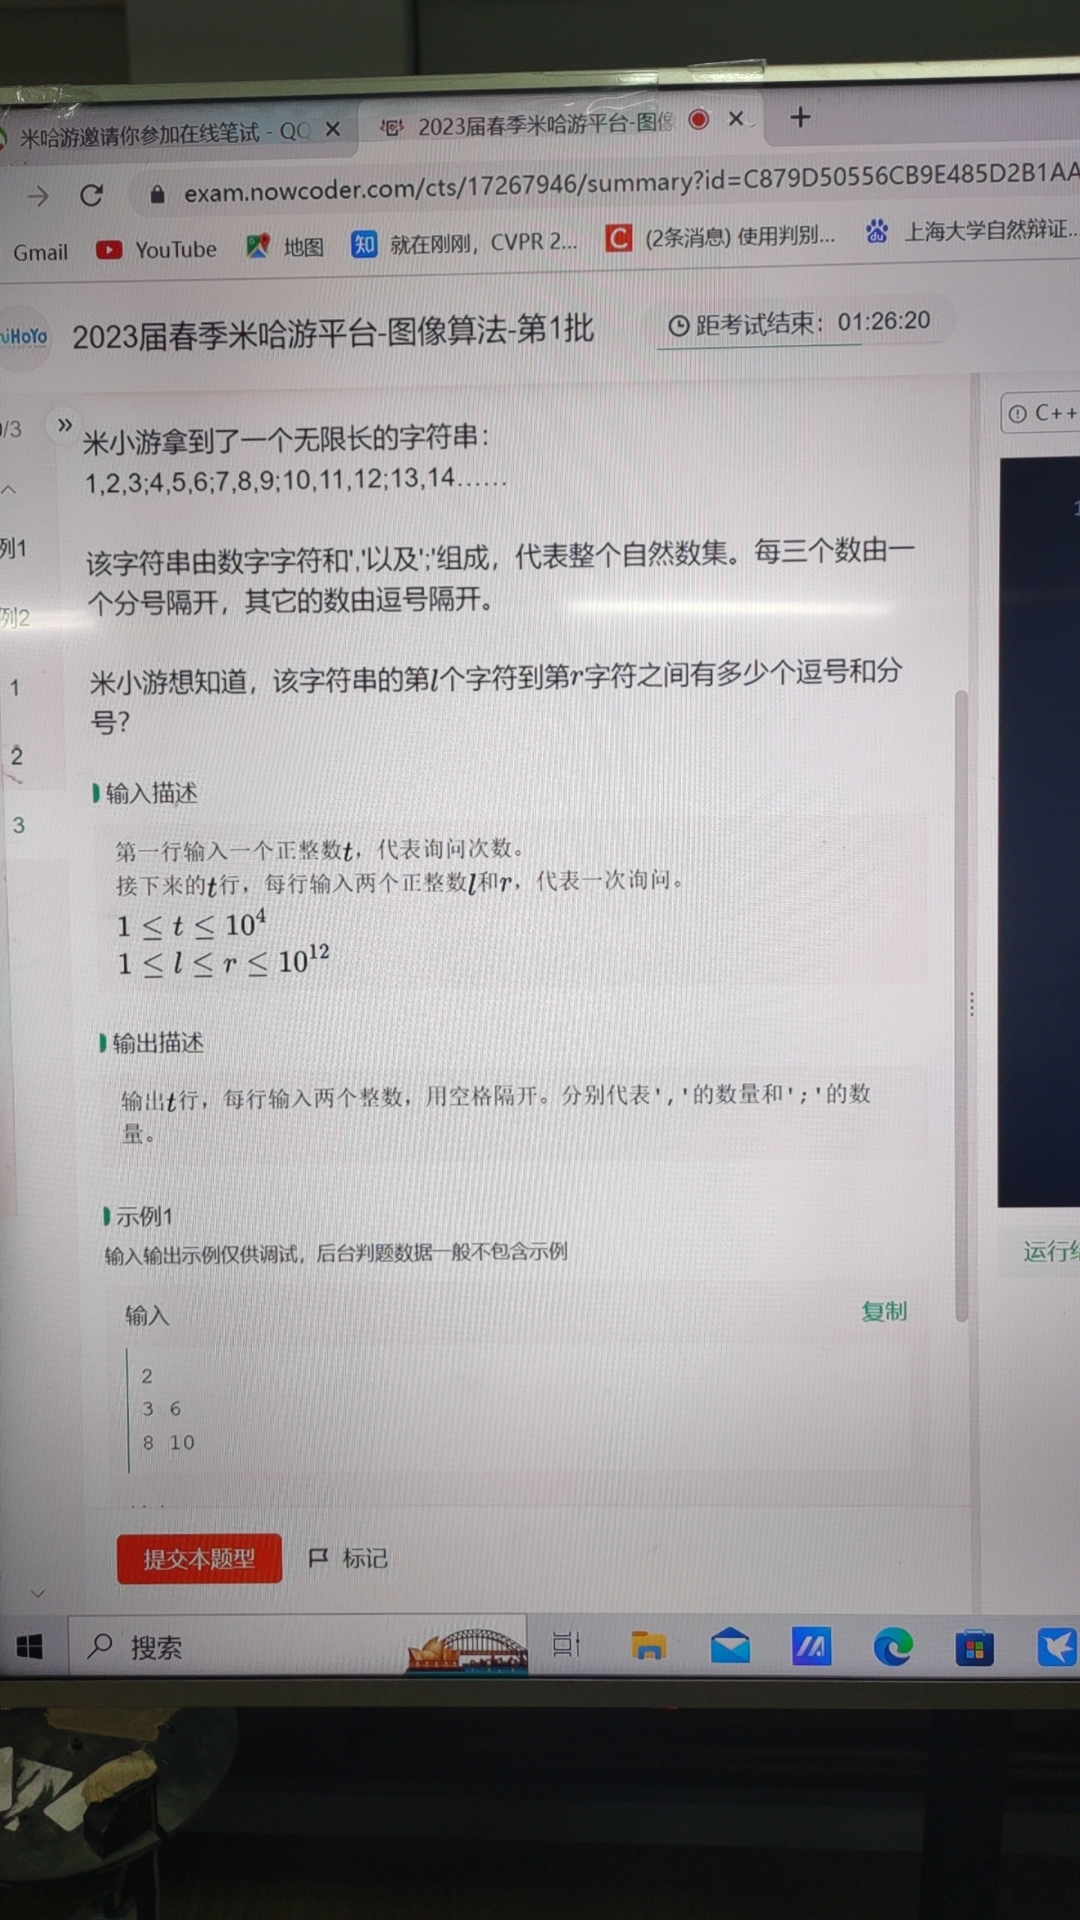 米哈游邀请你参加在线笔试 - QQ
2023届春季米哈游平台-图像
exam.nowcoder.com/cts/17267946/summary?id=C879D50556CB9E485D2B1AA
Gmail YouTube 地图 知 就在刚刚，CVPR 2... C (2条消息) 使用判别... du 上海大学自然辩证...
iHoYo 2023届春季米哈游平台-图像算法-第1批 距考试结束：01:26:20
/3 »
C++
米小游拿到了一个无限长的字符串：
1,2,3;4,5,6;7,8,9;10,11,12;13,14......
列1
该字符串由数字字符和','以及';'组成，代表整个自然数集。每三个数由一
个分号隔开，其它的数由逗号隔开。
列2
米小游想知道，该字符串的第l个字符到第r字符之间有多少个逗号和分
号？
1
2
3
输入描述
第一行输入一个正整数t，代表询问次数。
接下来的t行，每行输入两个正整数l和r，代表一次询问。
1 ≤ t ≤ 10⁴
1 ≤ l ≤ r ≤ 10¹²
输出描述
输出t行，每行输入两个整数，用空格隔开。分别代表','的数量和';'的数
量。
示例1
输入输出示例仅供调试，后台判题数据一般不包含示例
运行结
输入 复制
2
3 6
8 10
提交本题型 标记
搜索